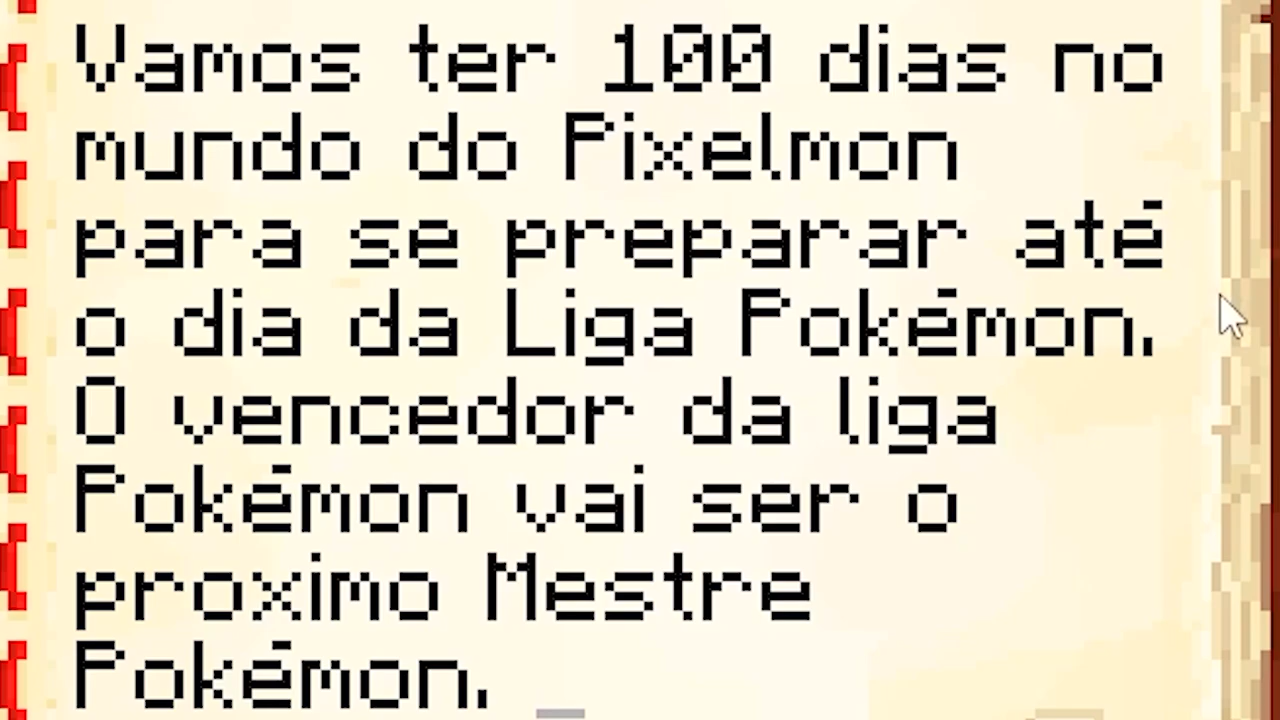 Vamos ter 100 dias no
mundo do Pixelmon
para se preparar até
o dia da Liga Pokémon.
O vencedor da liga
Pokémon vai ser o
proximo Mestre
Pokémon.